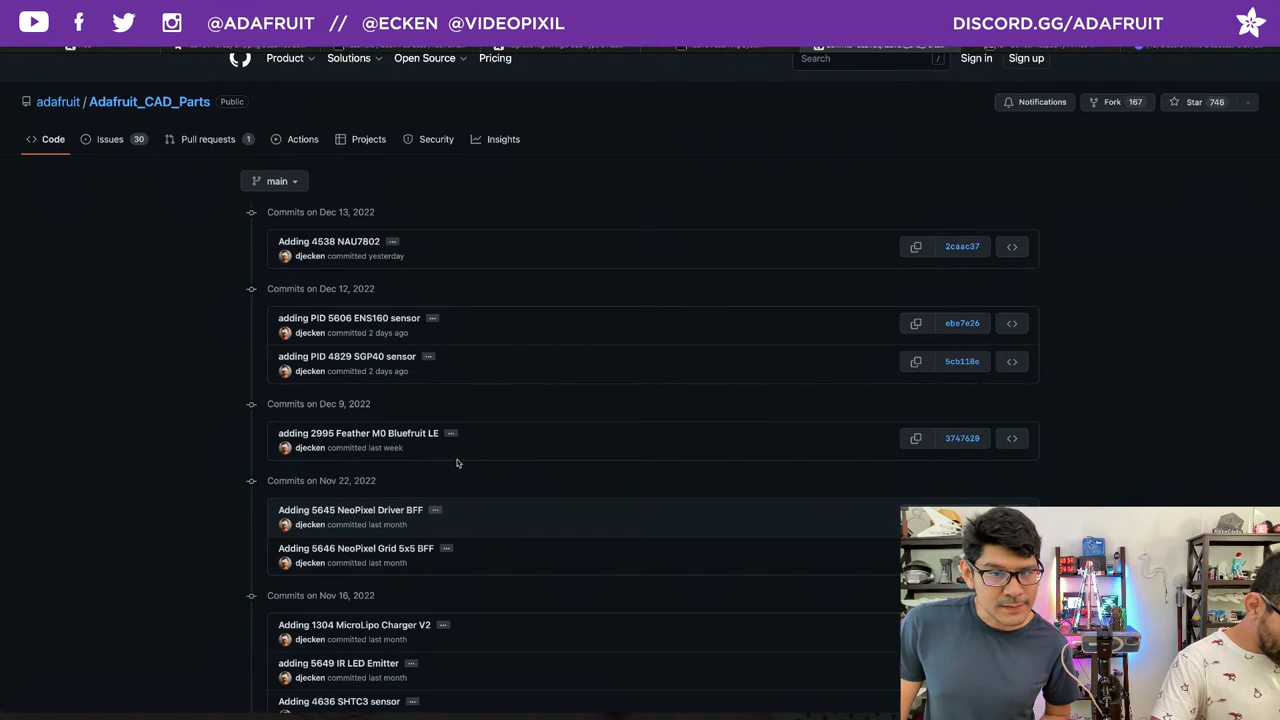 @ADAFRUIT // @ECKEN @VIDEOPIXIL
DISCORD.GG/ADAFRUIT
Product
Solutions
Open Source
Pricing
Search
/
Sign in
Sign up
adafruit / Adafruit_CAD_Parts
Public
Notifications
Fork 167
Star 746
Code
Issues 30
Pull requests 1
Actions
Projects
Security
Insights
main
Commits on Dec 13, 2022
Adding 4538 NAU7802 ...
djecken committed yesterday
2caac37
Commits on Dec 12, 2022
adding PID 5606 ENS160 sensor ...
djecken committed 2 days ago
ebe7e26
adding PID 4829 SGP40 sensor ...
djecken committed 2 days ago
5cb118e
Commits on Dec 9, 2022
adding 2995 Feather M0 Bluefruit LE ...
djecken committed last week
3747620
Commits on Nov 22, 2022
Adding 5645 NeoPixel Driver BFF ...
djecken committed last month
Adding 5646 NeoPixel Grid 5x5 BFF ...
djecken committed last month
Commits on Nov 16, 2022
Adding 1304 MicroLipo Charger V2 ...
djecken committed last month
adding 5649 IR LED Emitter ...
djecken committed last month
Adding 4636 SHTC3 sensor ...